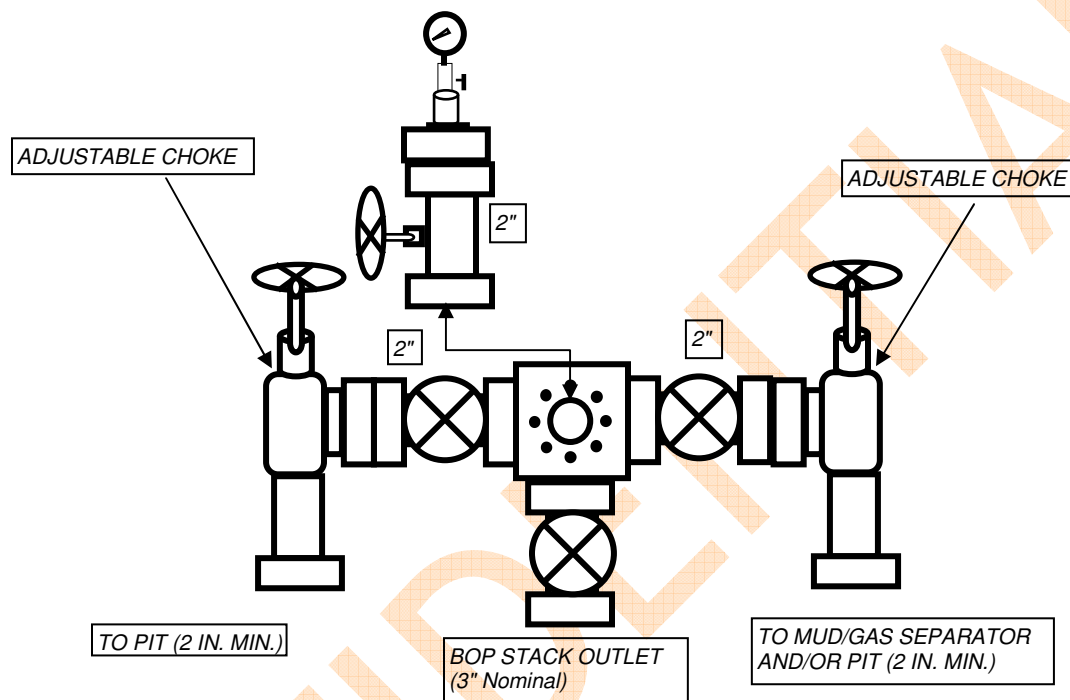 ADJUSTABLE CHOKE
ADJUSTABLE CHOKE
2"
2"
2"
TO PIT (2 IN. MIN.)
BOP STACK OUTLET
(3" Nominal)
TO MUD/GAS SEPARATOR
AND/OR PIT (2 IN. MIN.)